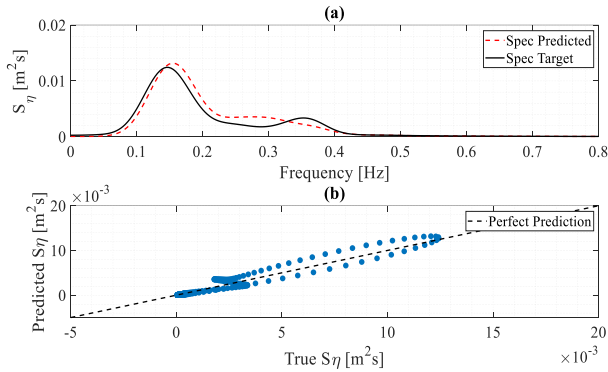 (a)
0.02
0.01
0
S_η [m²s]
Spec Predicted
Spec Target
0 0.1 0.2 0.3 0.4 0.5 0.6 0.7 0.8
Frequency [Hz]
(b)
×10⁻³
20
10
0
Predicted Sη [m²s]
Perfect Prediction
-5 0 5 10 15 20
True Sη [m²s]
×10⁻³